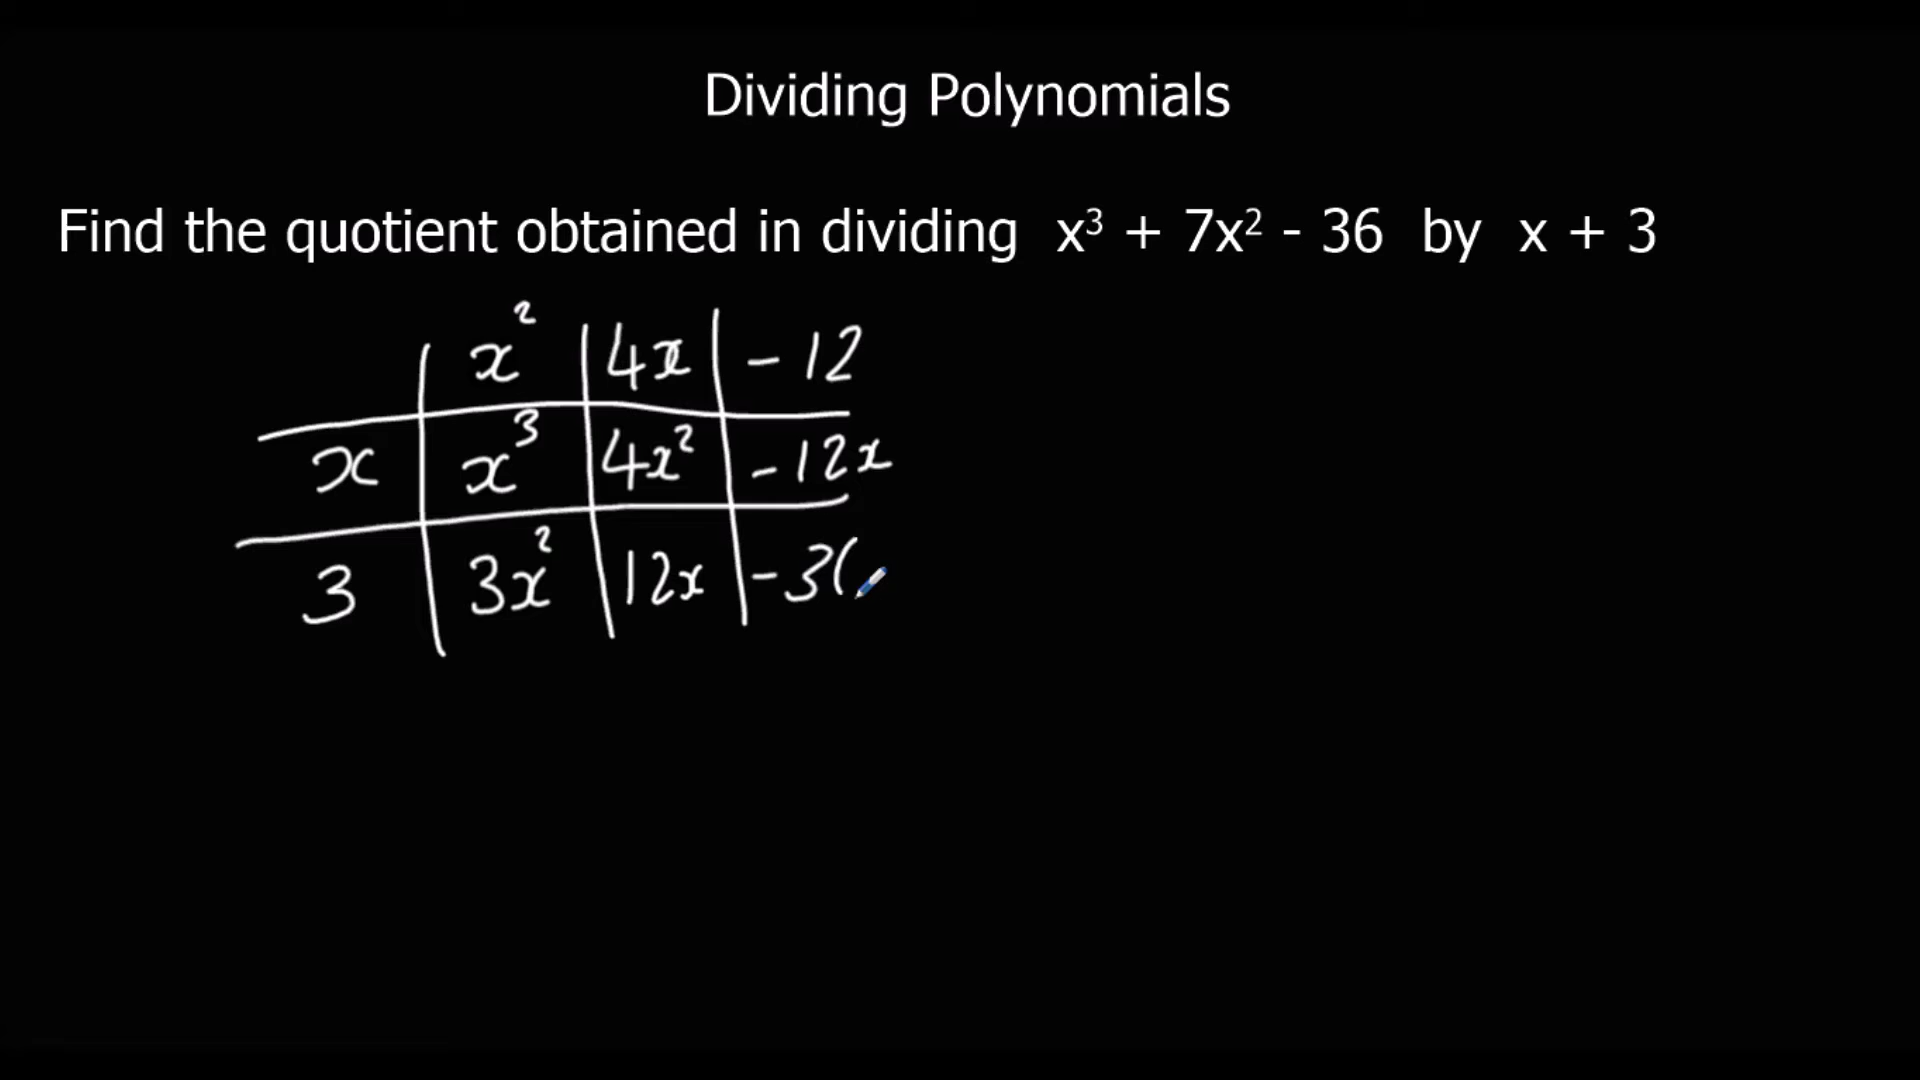 Dividing Polynomials
Find the quotient obtained in dividing x³ + 7x² - 36 by x + 3
x² 4x - 12
x x³ 4x² - 12x
3 3x² 12x - 3(